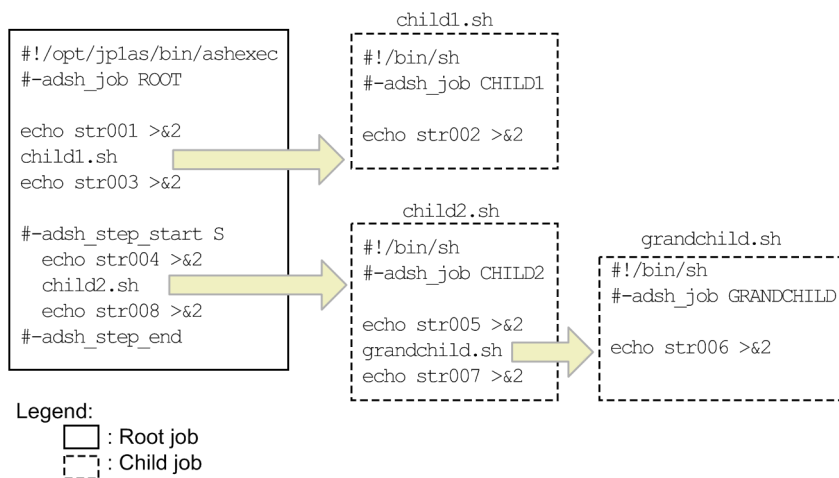 #!/opt/jp1as/bin/ashexec
#-adsh_job ROOT
echo str001 >&2
child1.sh
echo str003 >&2
#-adsh_step_start S
echo str004 >&2
child2.sh
echo str008 >&2
#-adsh_step_end
child1.sh
#!/bin/sh
#-adsh_job CHILD1
echo str002 >&2
child2.sh
#!/bin/sh
#-adsh_job CHILD2
echo str005 >&2
grandchild.sh
echo str007 >&2
grandchild.sh
#!/bin/sh
#-adsh_job GRANDCHILD
echo str006 >&2
Legend:
: Root job
: Child job